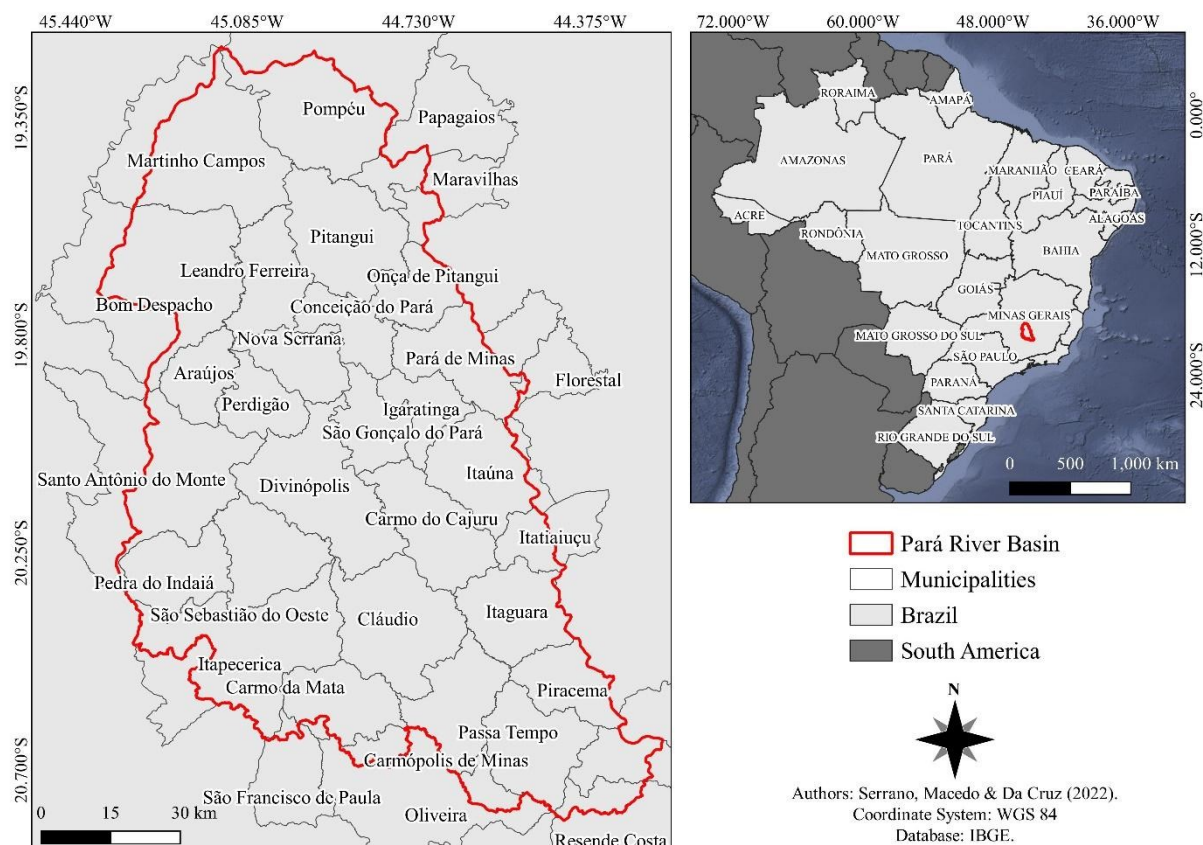 45.440°W 45.085°W 44.730°W 44.375°W
19.350°S
19.800°S
20.250°S
20.700°S
Pompéu
Papagaios
Martinho Campos
Maravilhas
Pitangui
Leandro Ferreira
Onça de Pitangui
Bom Despacho
Conceição do Pará
Nova Serrana
Pará de Minas
Araújos
Florestal
Perdigão
Igaratinga
São Gonçalo do Pará
Santo Antônio do Monte
Divinópolis
Itaúna
Carmo do Cajuru
Itatiaiuçu
Pedra do Indaiá
São Sebastião do Oeste
Cláudio
Itaguara
Itapecerica
Carmo da Mata
Piracema
Passa Tempo
Carmópolis de Minas
São Francisco de Paula
Oliveira
Resende Costa
0 15 30 km
72.000°W 60.000°W 48.000°W 36.000°W
0.000°
12.000°S
24.000°S
RORAIMA
AMAPÁ
AMAZONAS
PARÁ
MARANHÃO
CEARÁ
PIAUÍ
PARAÍBA
ACRE
TOCANTINS
ALAGOAS
RONDÔNIA
BAHIA
MATO GROSSO
GOIÁS
MINAS GERAIS
MATO GROSSO DO SUL
SÃO PAULO
PARANÁ
SANTA CATARINA
RIO GRANDE DO SUL
0 500 1,000 km
Pará River Basin
Municipalities
Brazil
South America
N
Authors: Serrano, Macedo & Da Cruz (2022).
Coordinate System: WGS 84
Database: IBGE.